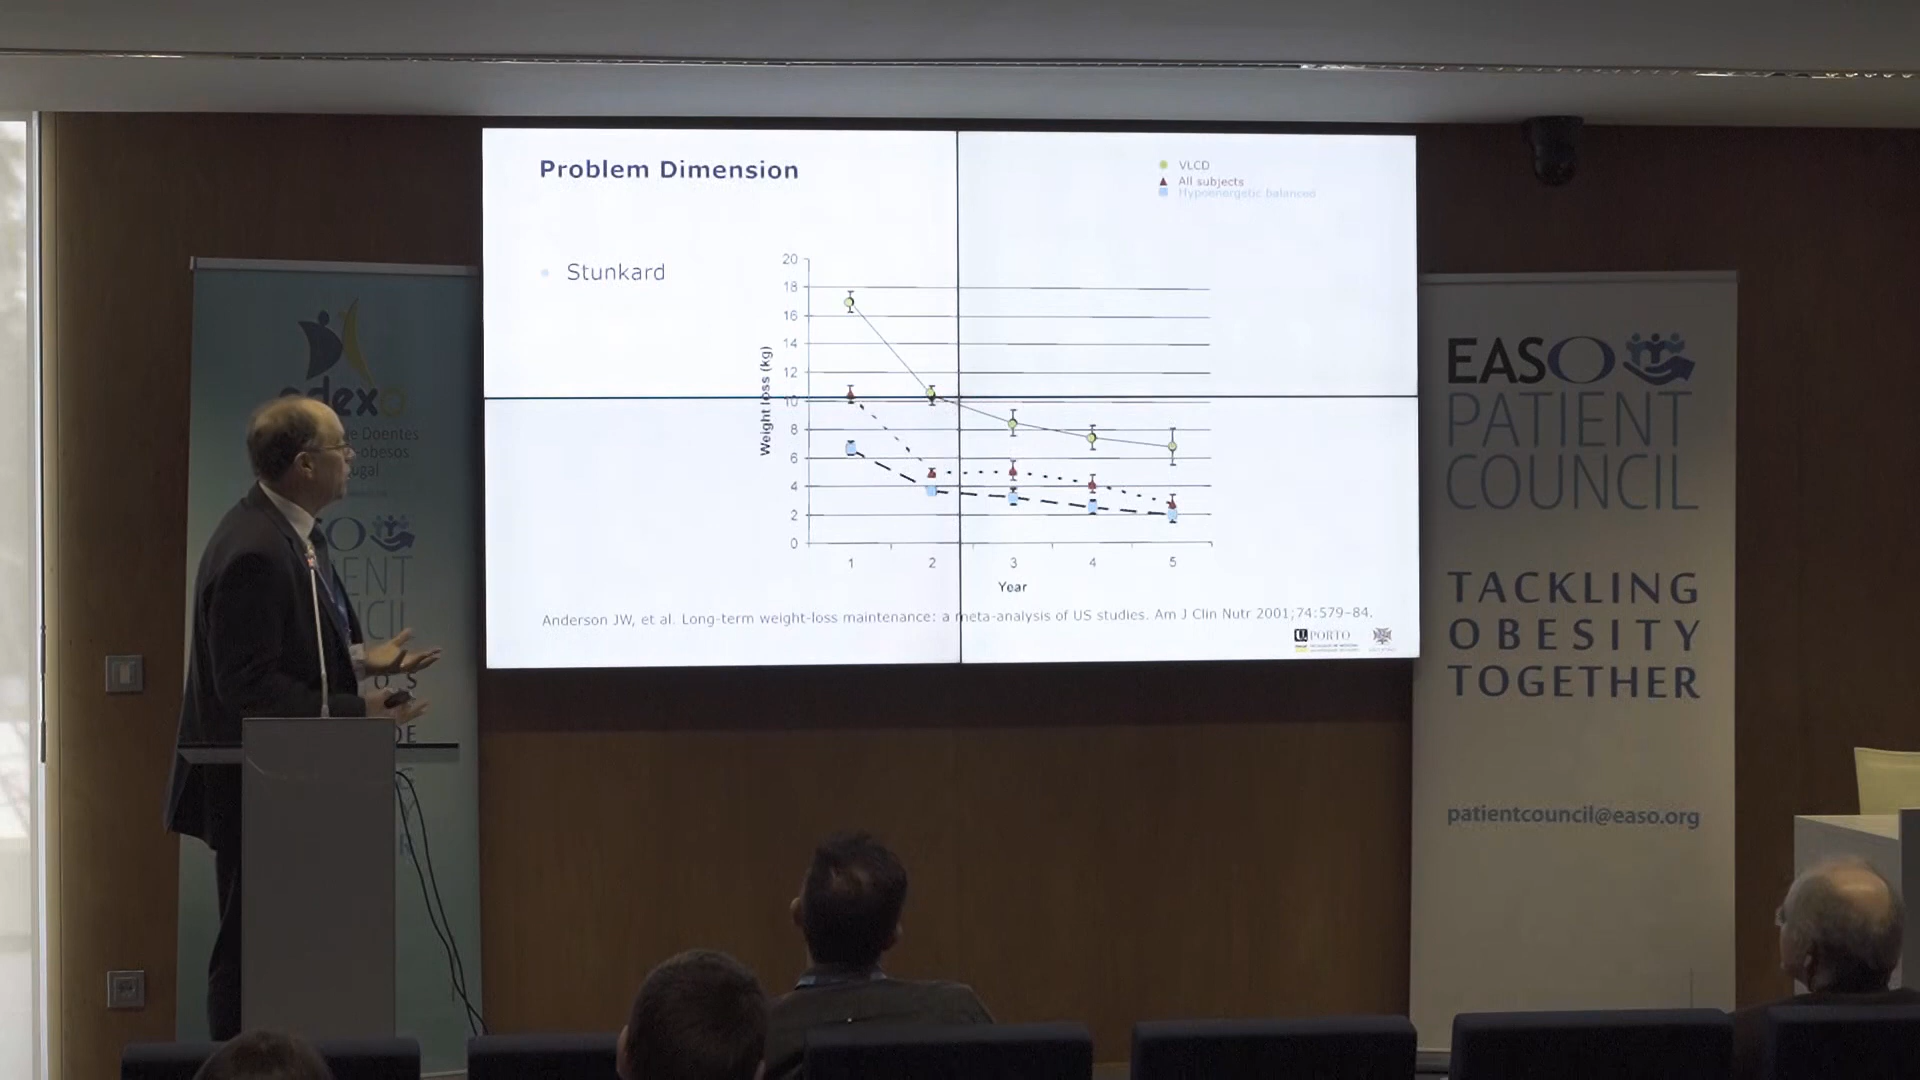 Problem Dimension
VLCD
All subjects
Hypoenergetic balanced
Stunkard
20
18
16
14
12
10
8
6
4
2
0
Weight loss (kg)
1 2 3 4 5
Year
Anderson JW, et al. Long-term weight-loss maintenance: a meta-analysis of US studies. Am J Clin Nutr 2001;74:579–84.
U. PORTO
EASO
PATIENT
COUNCIL
TACKLING
OBESITY
TOGETHER
patientcouncil@easo.org